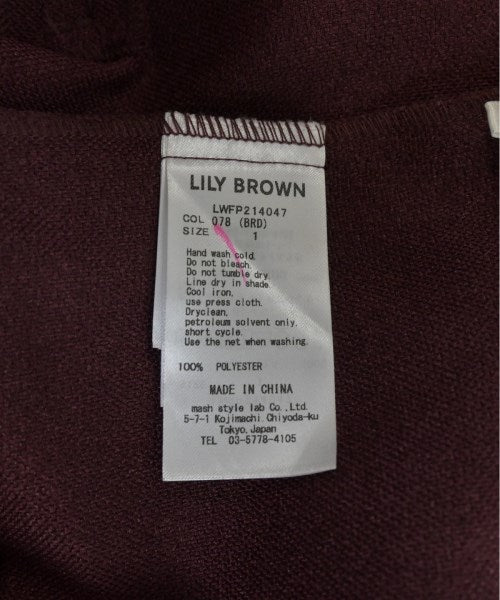 LILY BROWN
LWFP214047
COL 078 (BRD)
SIZE 1
Hand wash cold.
Do not bleach.
Do not tumble dry.
Line dry in shade.
Cool iron.
use press cloth.
Dryclean,
petroleum solvent only.
short cycle.
Use the net when washing.
100% POLYESTER
MADE IN CHINA
mash style lab Co.,Ltd.
5-7-1 Kojimachi Chiyoda-ku
Tokyo,Japan
TEL 03-5778-4105